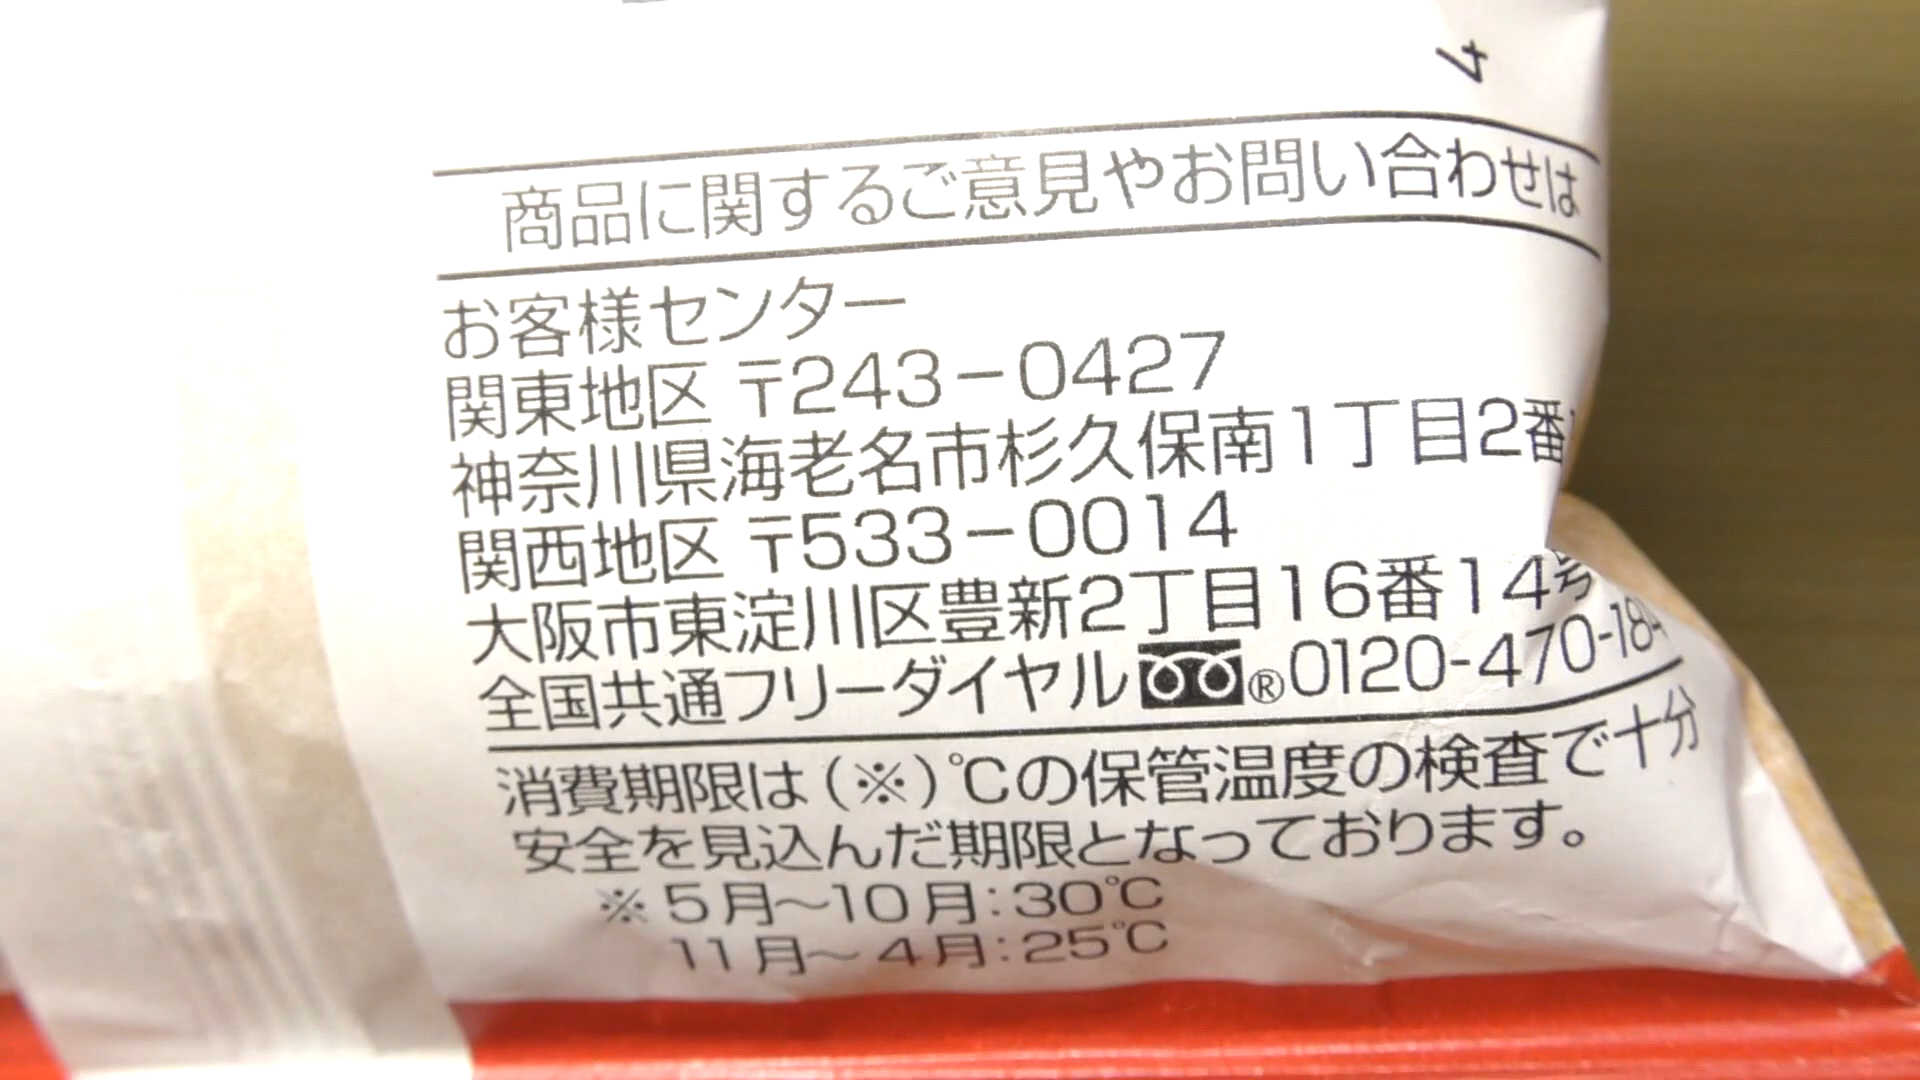 商品に関するご意見やお問い合わせは
お客様センター
関東地区 〒243-0427
神奈川県海老名市杉久保南1丁目2番
関西地区 〒533-0014
大阪市東淀川区豊新2丁目16番14号
全国共通フリーダイヤル®0120-470-18
消費期限は(※)℃の保管温度の検査で十分
安全を見込んだ期限となっております。
※5月〜10月:30℃
11月〜4月:25℃